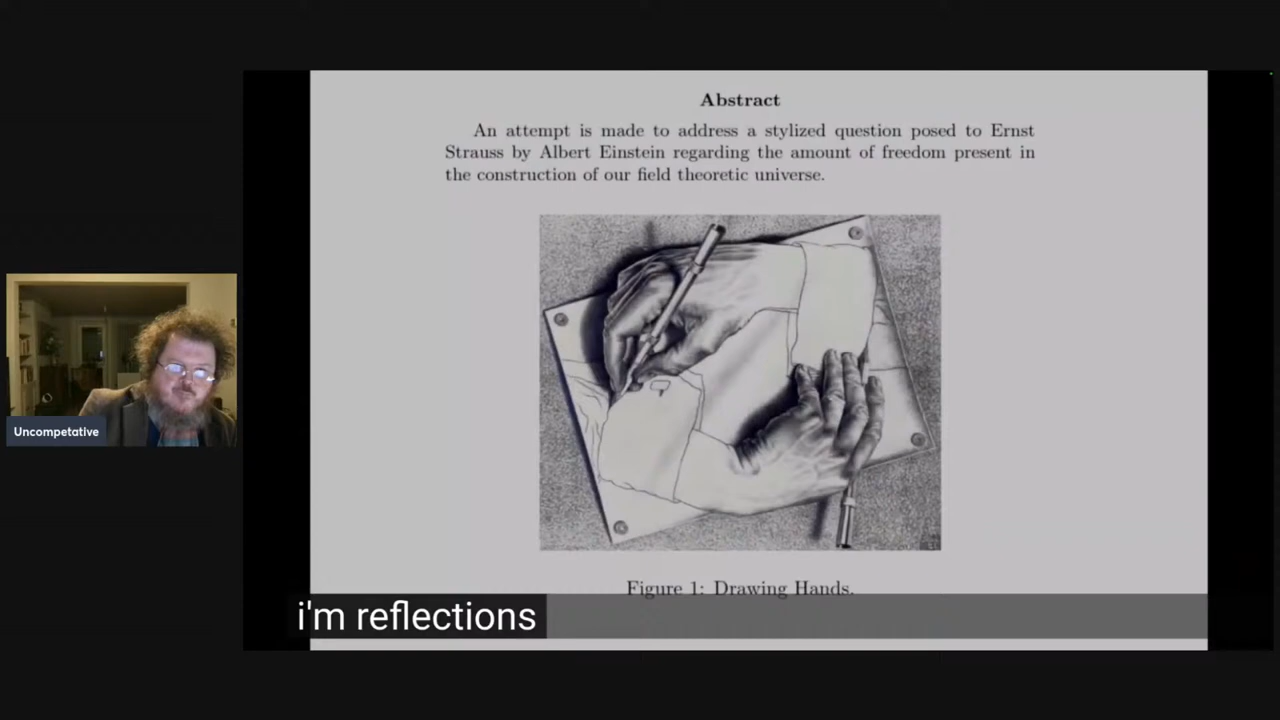 Abstract
An attempt is made to address a stylized question posed to Ernst
Strauss by Albert Einstein regarding the amount of freedom present in
the construction of our field theoretic universe.
Uncompetative
Figure 1: Drawing Hands.
i'm reflections